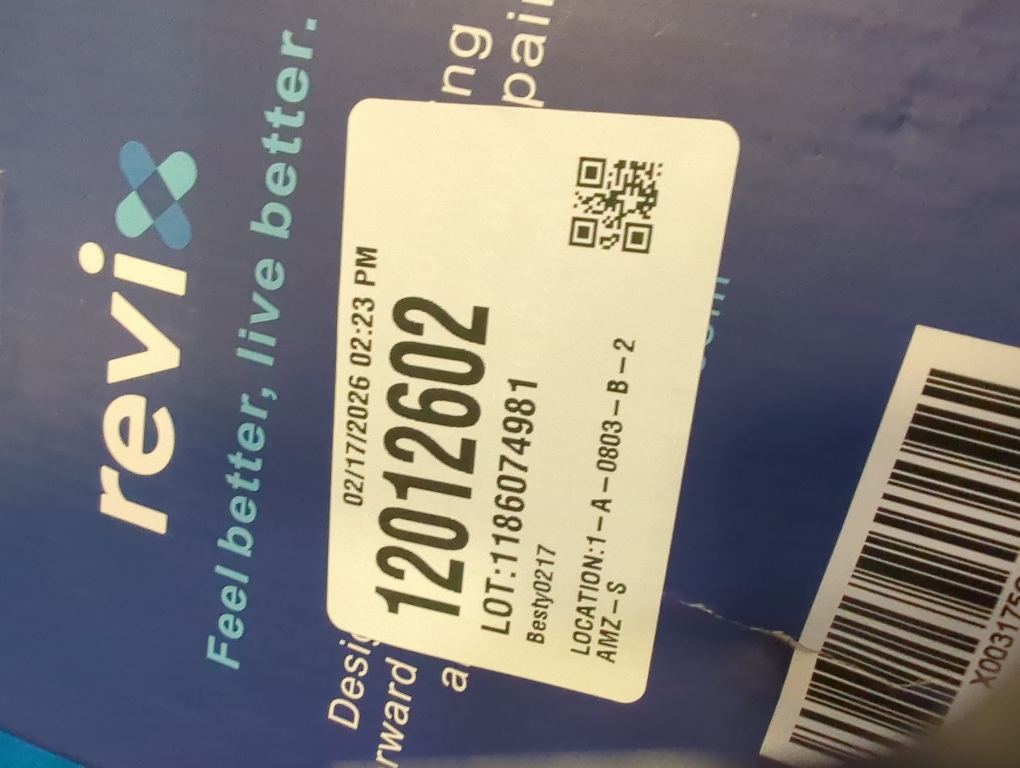 revix
Feel better, live better.
02/17/2026 02:23 PM
12012602
LOT:1186074981
Besty0217
LOCATION:1-A-0803-B-2
AMZ-S